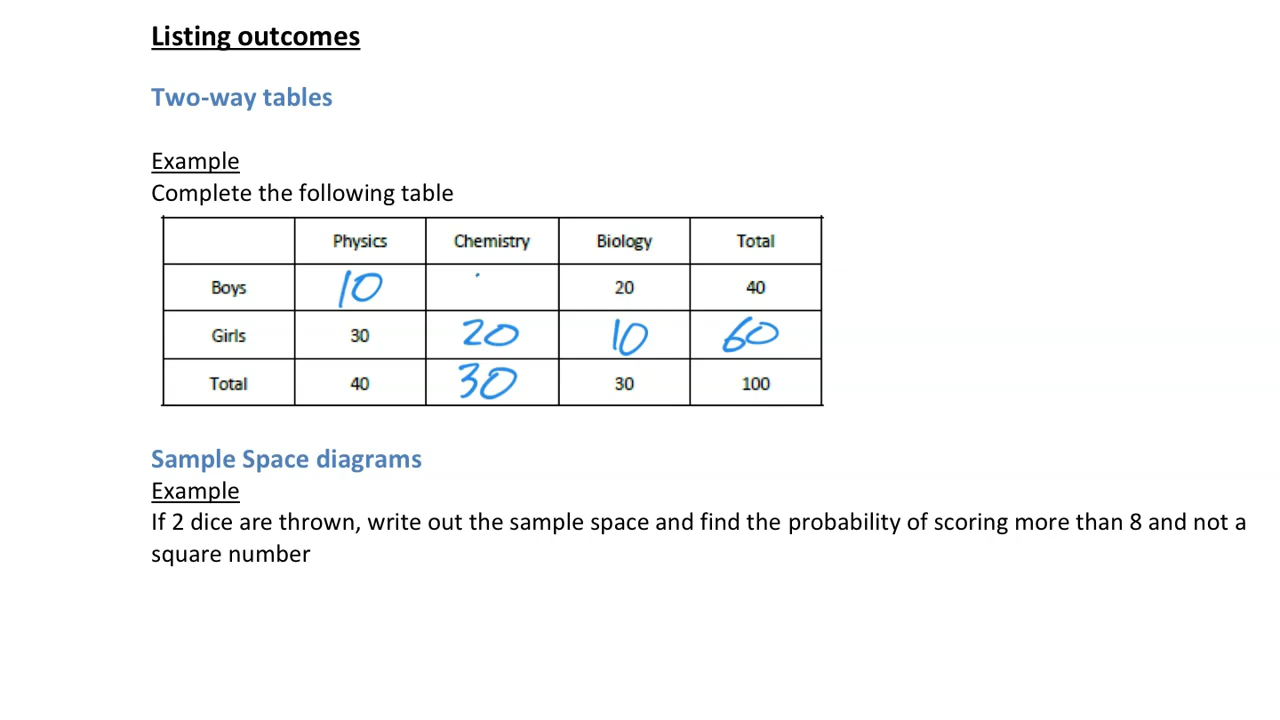 Listing outcomes
Two-way tables
Example
Complete the following table
Physics Chemistry Biology Total
Boys 10 20 40
Girls 30 20 10 60
Total 40 30 30 100
Sample Space diagrams
Example
If 2 dice are thrown, write out the sample space and find the probability of scoring more than 8 and not a
square number